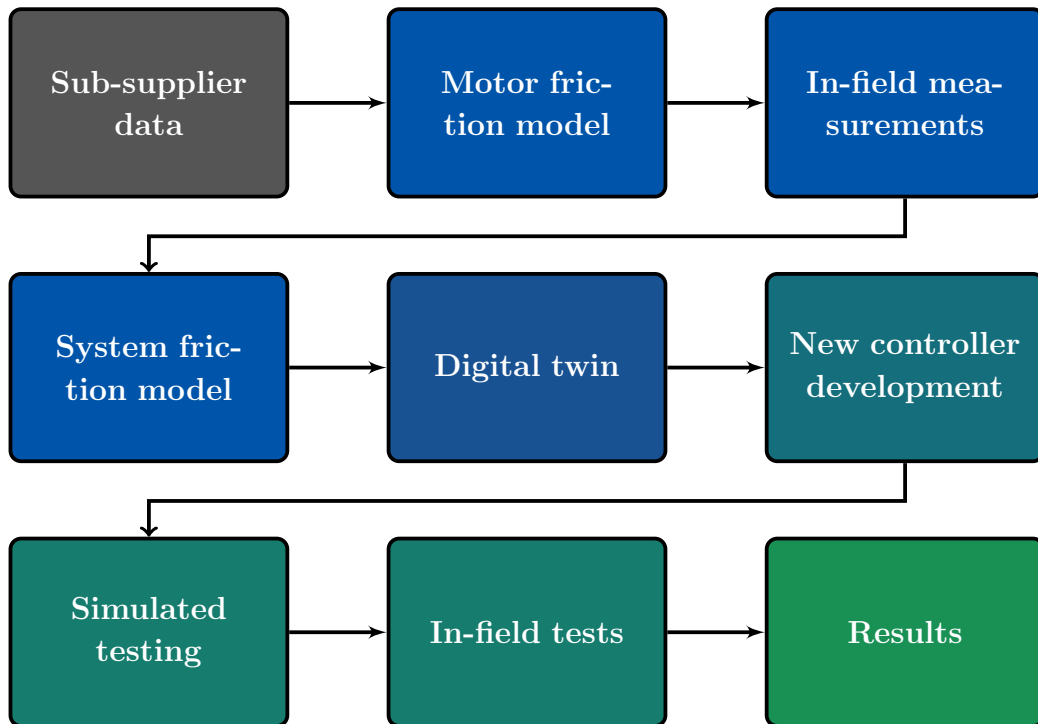 Sub-supplier
data
Motor fric-
tion model
In-field mea-
surements
System fric-
tion model
Digital twin
New controller
development
Simulated
testing
In-field tests
Results